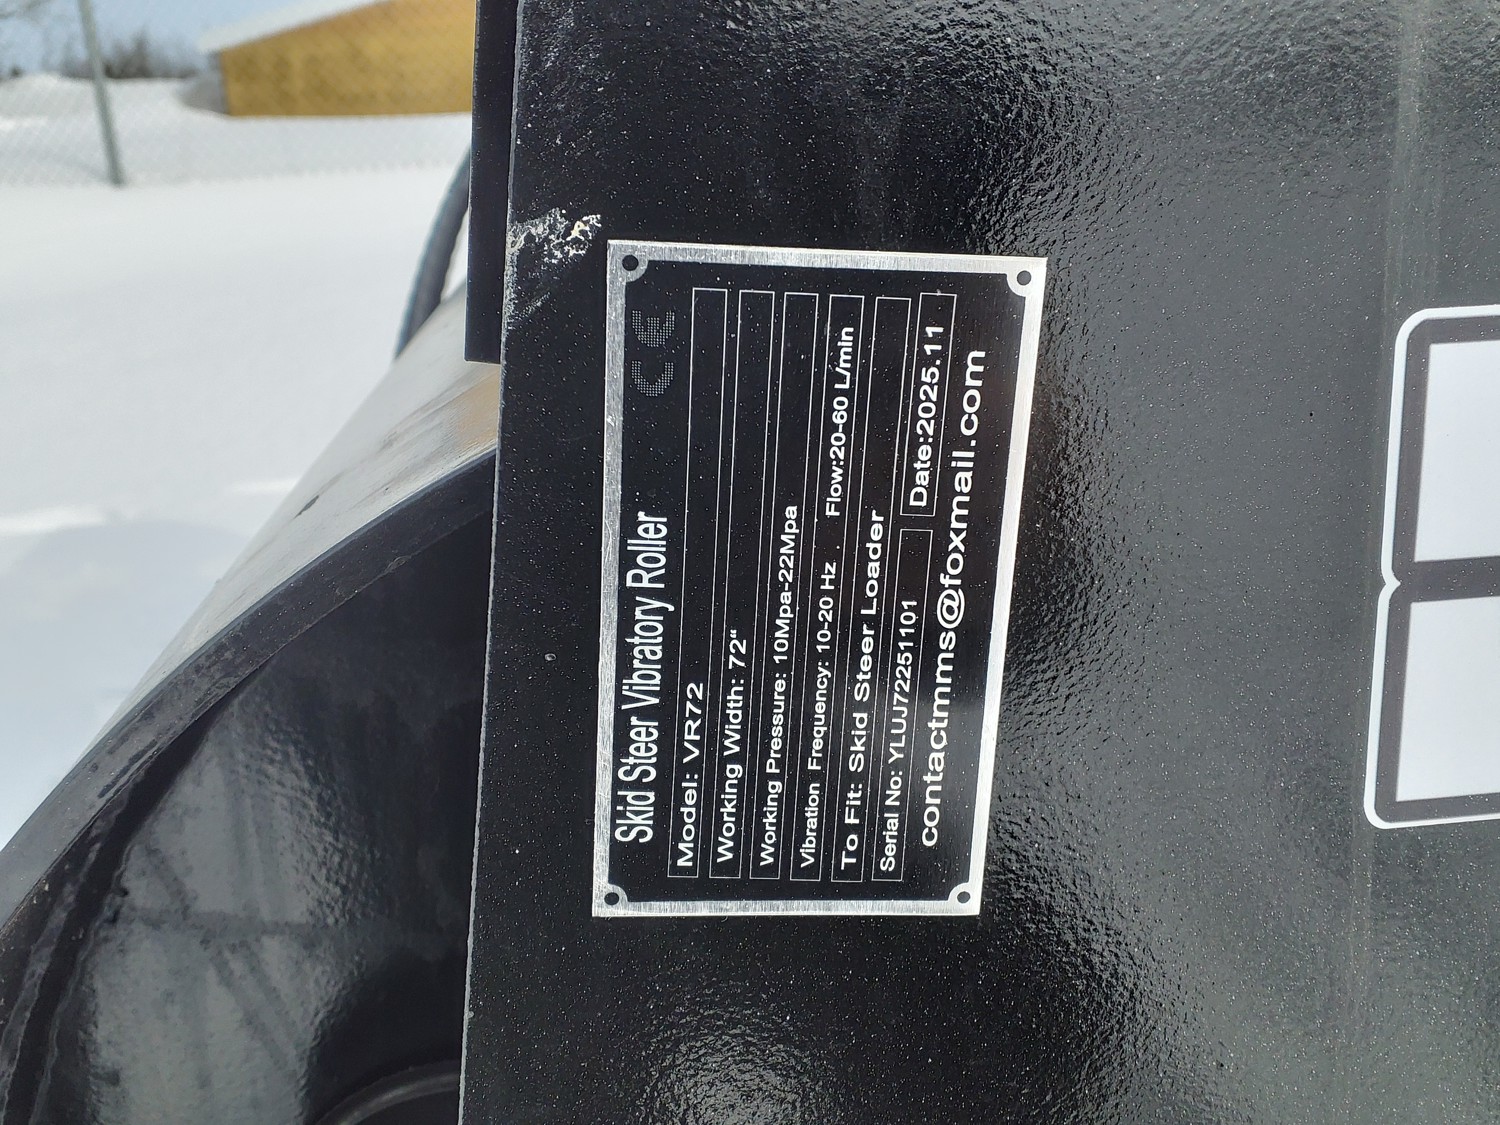 Skid Steer Vibratory Roller CE
Model: VR72
Working Width: 72“
Working Pressure: 10Mpa-22Mpa
Vibration Frequency: 10-20 Hz . Flow:20-60 L/min
To Fit: Skid Steer Loader
Serial No: YLUJ72251101 Date:2025.11
contactmms@foxmail.com